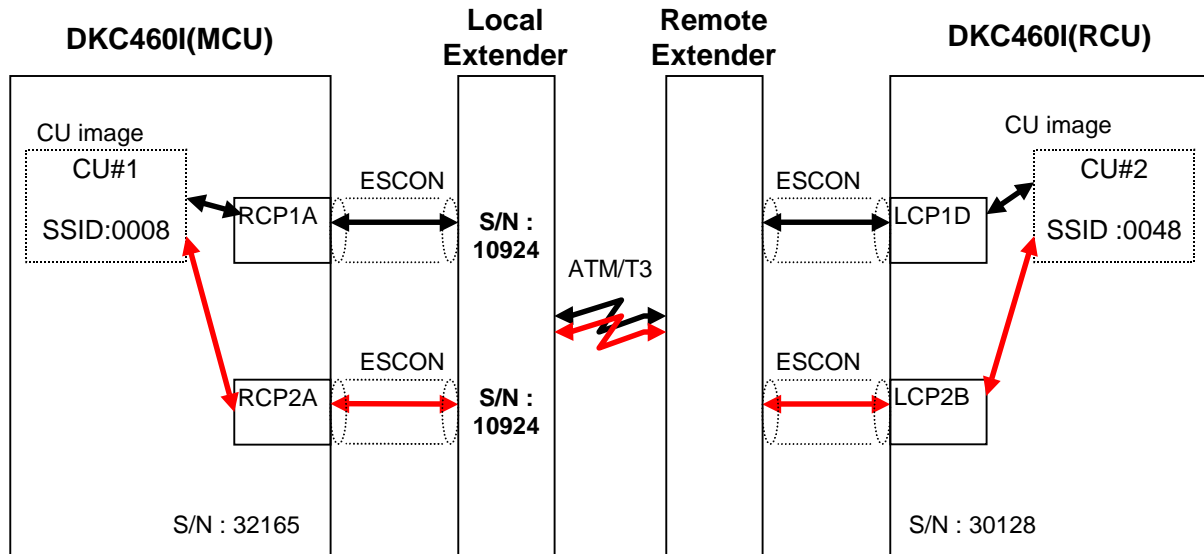 DKC460I(MCU)
Local
Extender
Remote
Extender
DKC460I(RCU)
CU image
CU#1
SSID:0008
RCP1A
ESCON
S/N :
10924
ATM/T3
ESCON
LCP1D
CU image
CU#2
SSID :0048
RCP2A
ESCON
S/N :
10924
ESCON
LCP2B
S/N : 32165
S/N : 30128